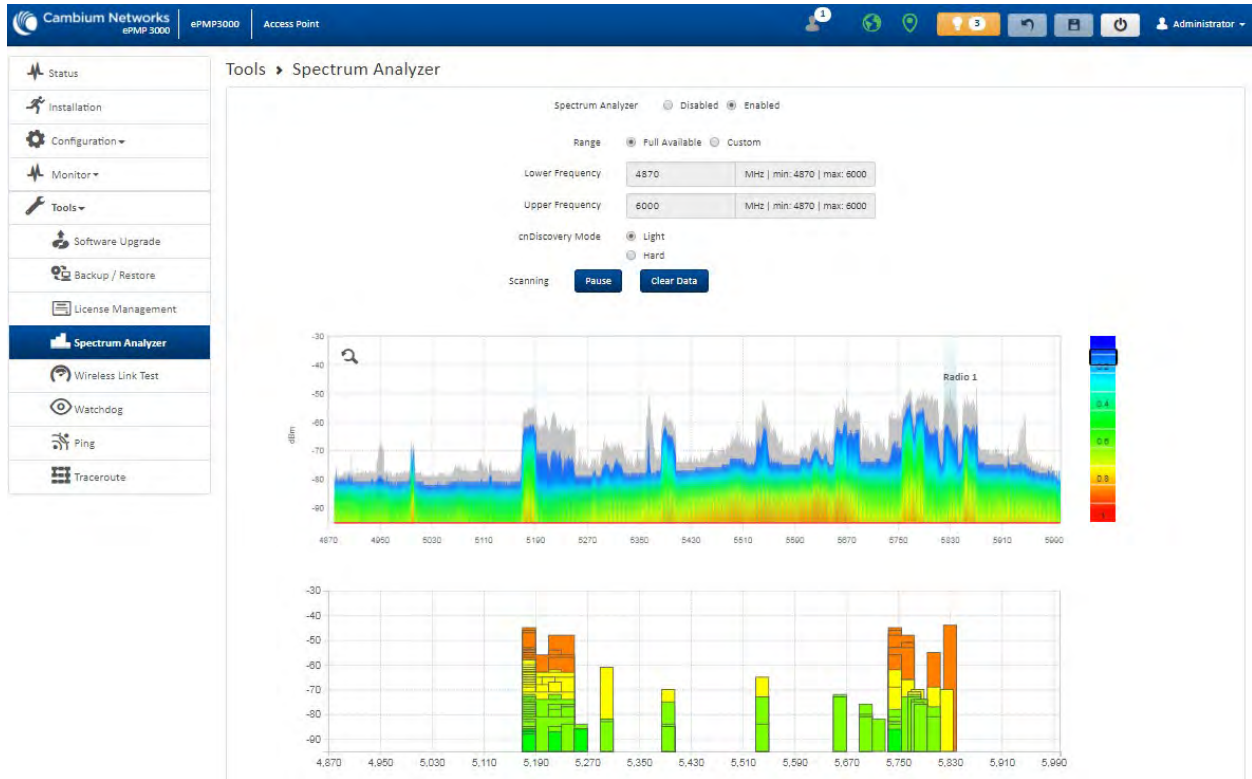 Cambium Networks
ePMP 3000
ePMP3000
Access Point
1
3
Administrator
Status
Installation
Configuration
Monitor
Tools
Software Upgrade
Backup / Restore
License Management
Spectrum Analyzer
Wireless Link Test
Watchdog
Ping
Traceroute
Tools > Spectrum Analyzer
Spectrum Analyzer Disabled Enabled
Range Full Available Custom
Lower Frequency 4870 MHz | min: 4870 | max: 6000
Upper Frequency 6000 MHz | min: 4870 | max: 6000
cnDiscovery Mode Light
Hard
Scanning Pause Clear Data
-30
-40
-50
-60
-70
-80
-90
dBm
Radio 1
4870 4950 5030 5110 5190 5270 5350 5430 5510 5590 5670 5750 5830 5910 5990
0.4
0.6
0.8
1
-30
-40
-50
-60
-70
-80
-90
4,870 4,950 5,030 5,110 5,190 5,270 5,350 5,430 5,510 5,590 5,670 5,750 5,830 5,910 5,990